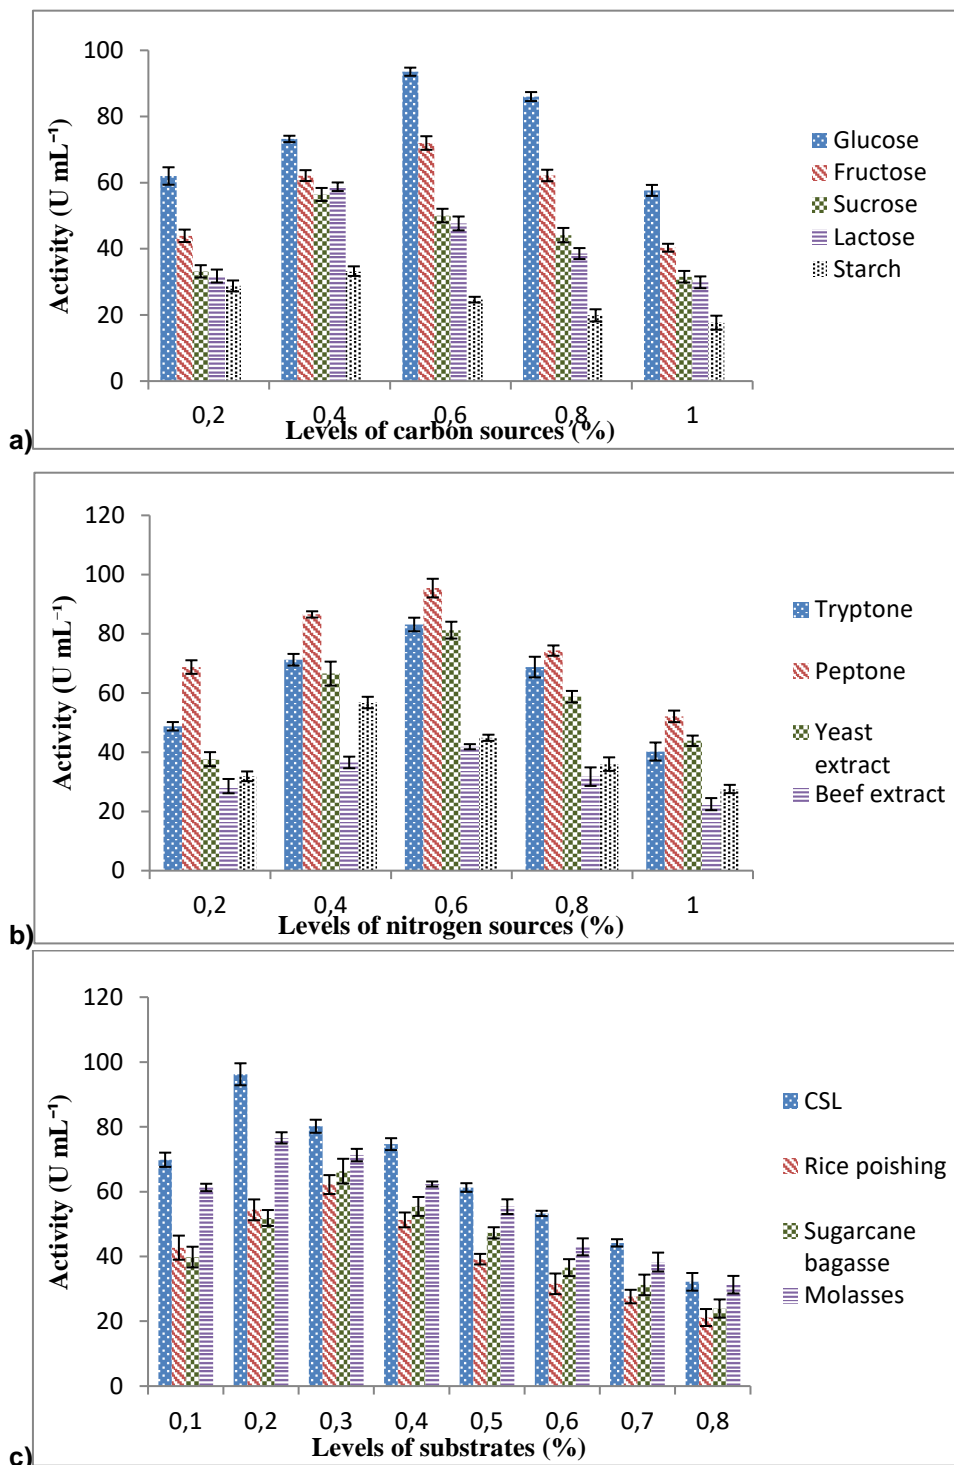 100
80
60
40
20
0
Activity (U mL⁻¹)
0,2 0,4 0,6 0,8 1
Levels of carbon sources (%)
Glucose
Fructose
Sucrose
Lactose
Starch
a)
120
100
80
60
40
20
0
Activity (U mL⁻¹)
0,2 0,4 0,6 0,8 1
Levels of nitrogen sources (%)
Tryptone
Peptone
Yeast
extract
Beef extract
b)
120
100
80
60
40
20
0
Activity (U mL⁻¹)
0,1 0,2 0,3 0,4 0,5 0,6 0,7 0,8
Levels of substrates (%)
CSL
Rice poishing
Sugarcane
bagasse
Molasses
c)